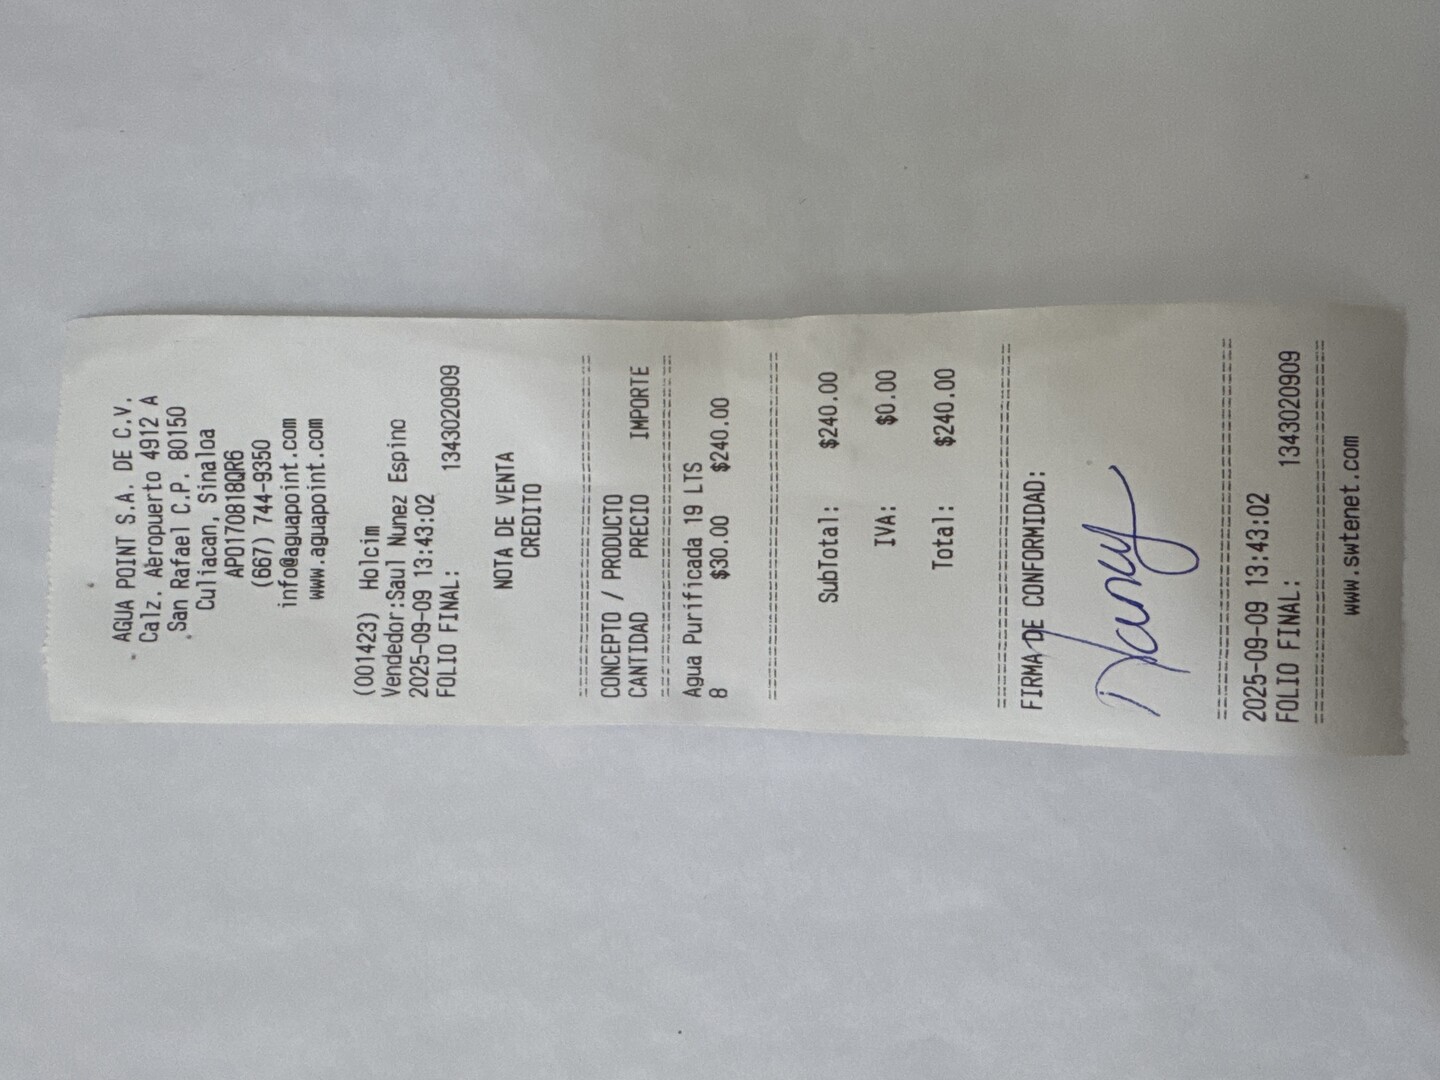 AGUA POINT S.A. DE C.V.
Calz. Aeropuerto 4912 A
San Rafael C.P. 80150
Culiacan, Sinaloa
APO170818QR6
(667) 744-9350
info@aguapoint.com
www.aguapoint.com
(001423) Holcim
Vendedor:Saul Nunez Espino
2025-09-09 13:43:02
FOLIO FINAL: 1343020909
NOTA DE VENTA
CREDITO
CONCEPTO / PRODUCTO
CANTIDAD PRECIO IMPORTE
Agua Purificada 19 LTS
8 $30.00 $240.00
SubTotal: $240.00
IVA: $0.00
Total: $240.00
FIRMA DE CONFORMIDAD:
2025-09-09 13:43:02
FOLIO FINAL: 1343020909
www.swtenet.com